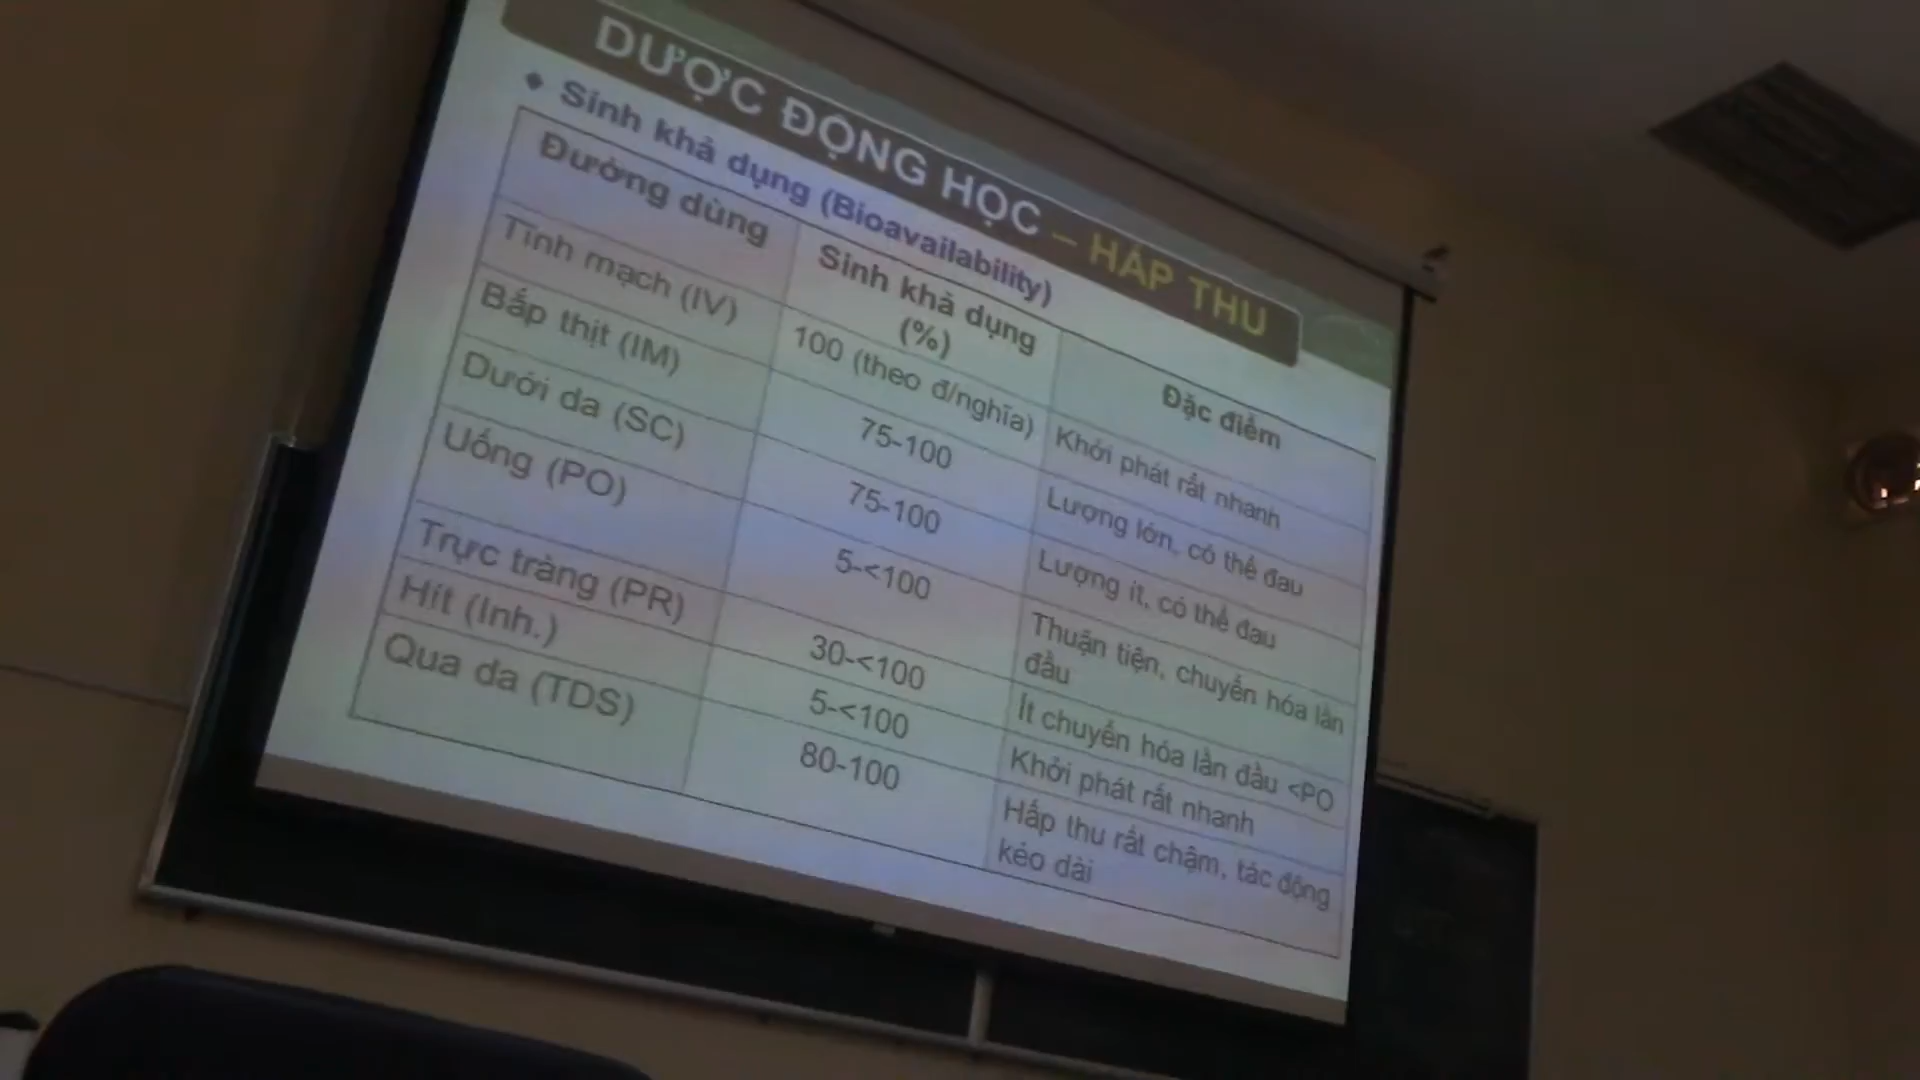 DƯỢC ĐỘNG HỌC – HẤP THU
Sinh khả dụng (Bioavailability)
Đường dùng
Sinh khả dụng
(%)
Đặc điểm
Tĩnh mạch (IV)
100 (theo đ/nghĩa)
Khởi phát rất nhanh
Bắp thịt (IM)
75-100
Lượng lớn, có thể đau
Dưới da (SC)
75-100
Lượng ít, có thể đau
Uống (PO)
5-<100
Thuận tiện, chuyển hóa lần
đầu
Trực tràng (PR)
30-<100
Ít chuyển hóa lần đầu <PO
Hít (Inh.)
5-<100
Khởi phát rất nhanh
Qua da (TDS)
80-100
Hấp thu rất chậm, tác động
kéo dài